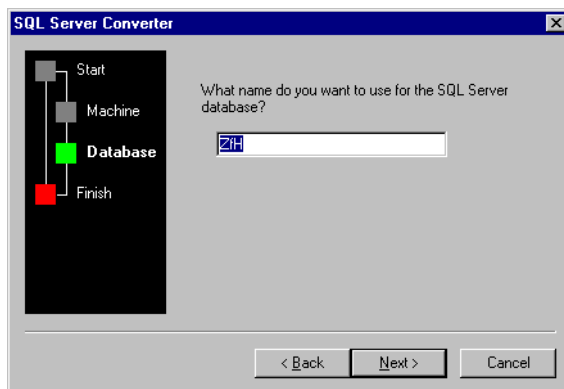 SQL Server Converter
Start
Machine
Database
Finish
What name do you want to use for the SQL Server
database?
ZfH
< Back
Next >
Cancel